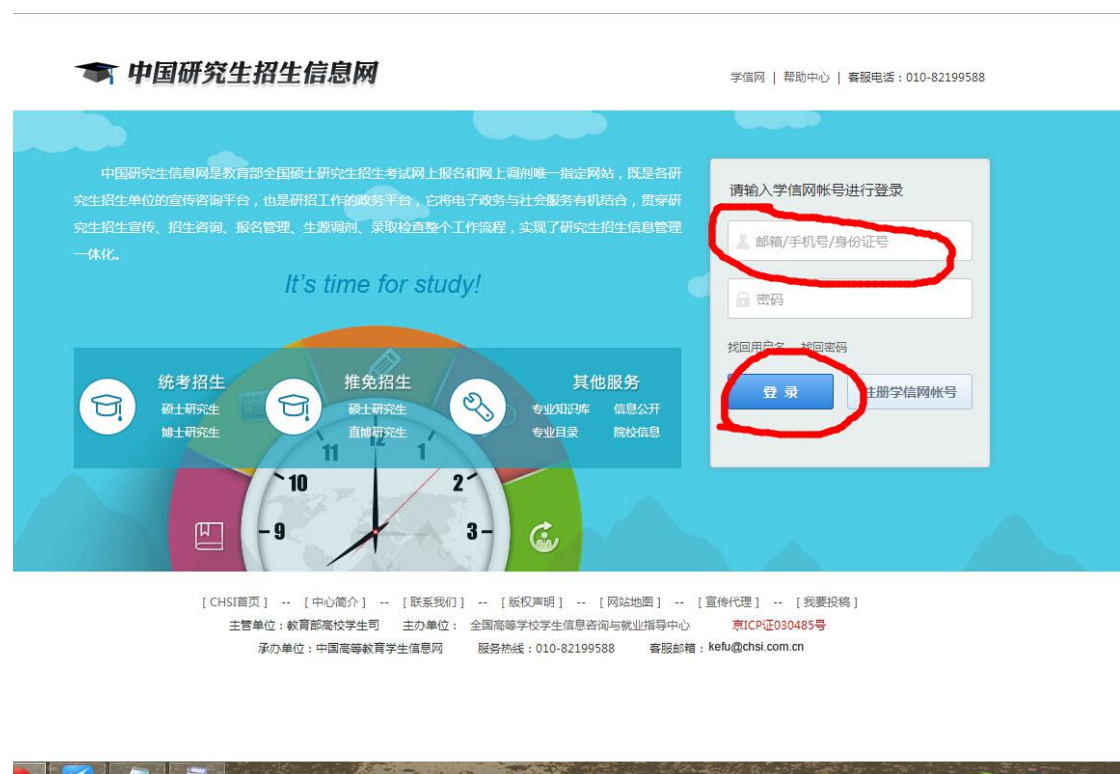 中国研究生招生信息网
学信网 | 帮助中心 | 客服电话：010-82199588
中国研究生信息网是教育部全国硕士研究生招生考试网上报名和网上调剂唯一指定网站，既是各研
究生招生单位的宣传咨询平台，也是研招工作的政务平台，它将电子政务与社会服务有机结合，贯穿研
究生招生宣传、招生咨询、报名管理、生源调剂、录取检查整个工作流程，实现了研究生招生信息管理
一体化。
It's time for study!
请输入学信网帐号进行登录
邮箱/手机号/身份证号
密码
找回用户名 找回密码
登 录 注册学信网帐号
统考招生
硕士研究生
博士研究生
推免招生
硕士研究生
直博研究生
其他服务
专业知识库 信息公开
专业目录 院校信息
11 12 1
10 2
9 3
[ CHSI首页 ] -- [ 中心简介 ] -- [ 联系我们 ] -- [ 版权声明 ] -- [ 网站地图 ] -- [ 宣传代理 ] -- [ 我要投稿 ]
主管单位：教育部高校学生司 主办单位： 全国高等学校学生信息咨询与就业指导中心 京ICP证030485号
承办单位：中国高等教育学生信息网 服务热线：010-82199588 客服邮箱：kefu@chsi.com.cn